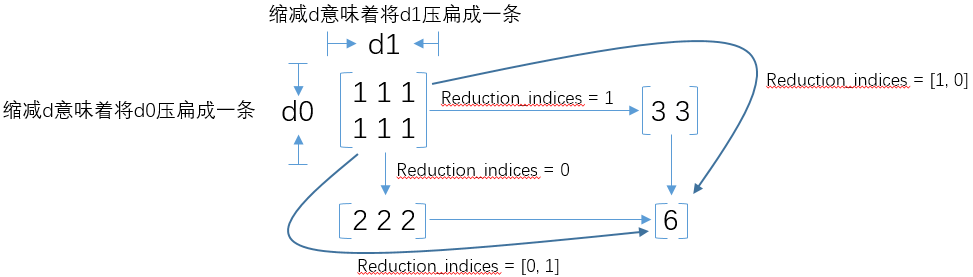 缩减d意味着将d1压扁成一条
d1
Reduction_indices = [1, 0]
缩减d意味着将d0压扁成一条
d0
1 1 1
1 1 1
Reduction_indices = 1
3 3
Reduction_indices = 0
2 2 2
6
Reduction_indices = [0, 1]